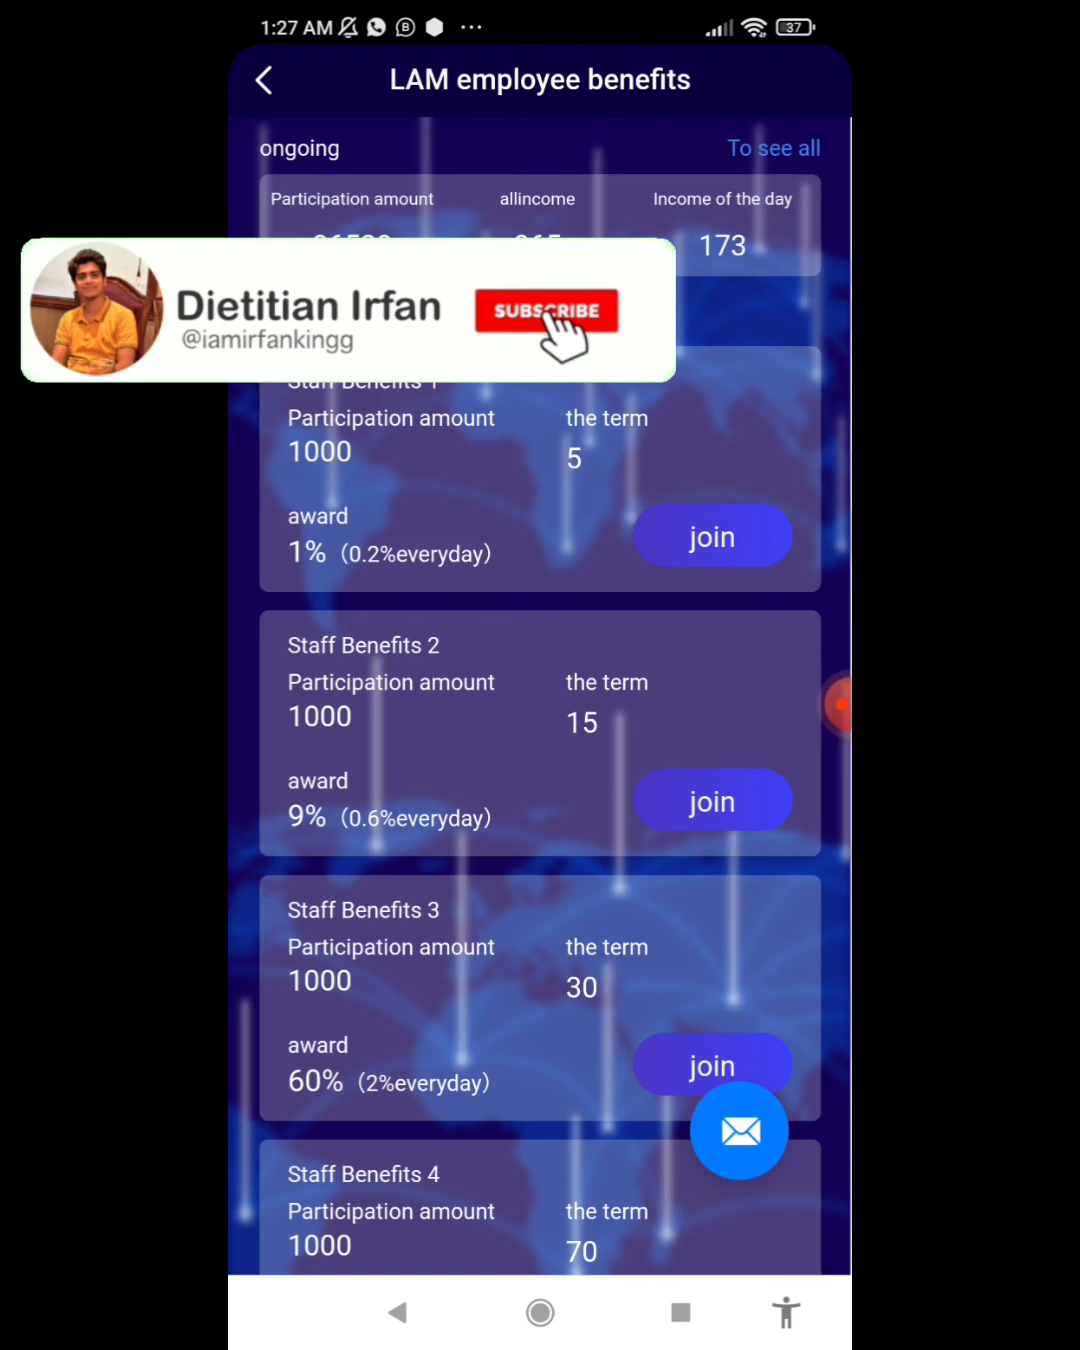 1:27 AM
37
LAM employee benefits
ongoing
To see all
Participation amount
allincome
Income of the day
173
Dietitian Irfan
SUBSCRIBE
@iamirfankingg
Staff Benefits 1
Participation amount
the term
1000
5
award
1% (0.2%everyday)
join
Staff Benefits 2
Participation amount
the term
1000
15
award
9% (0.6%everyday)
join
Staff Benefits 3
Participation amount
the term
1000
30
award
60% (2%everyday)
join
Staff Benefits 4
Participation amount
the term
1000
70